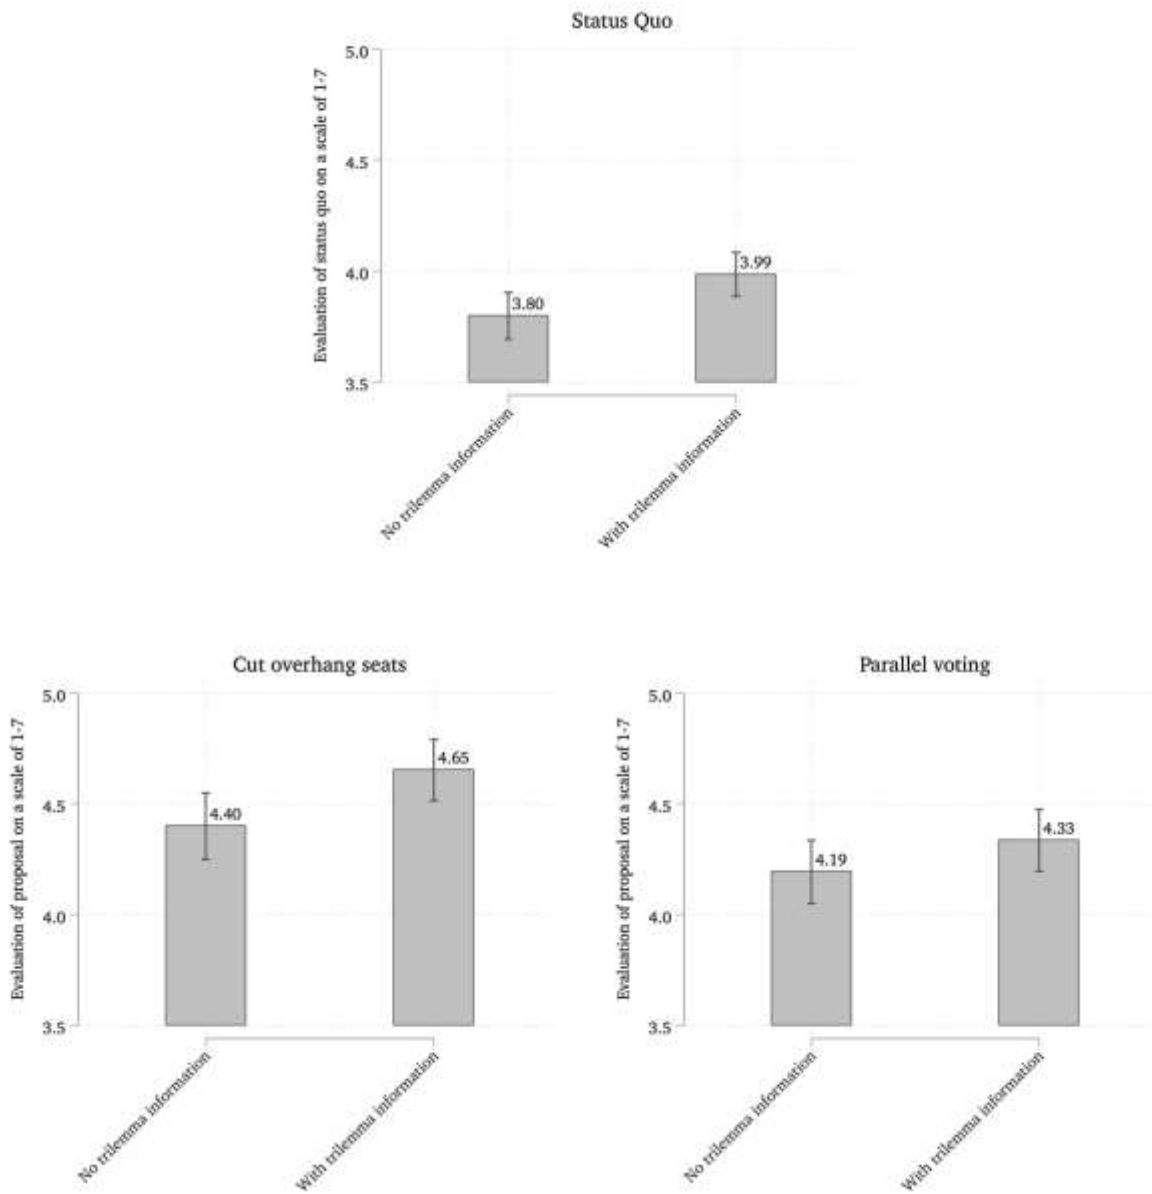 Status Quo
Evaluation of status quo on a scale of 1-7
5.0
4.5
4.0
3.5
3.80
3.99
No trilemma information
With trilemma information
Cut overhang seats
Evaluation of proposal on a scale of 1-7
5.0
4.5
4.0
3.5
4.40
4.65
No trilemma information
With trilemma information
Parallel voting
Evaluation of proposal on a scale of 1-7
5.0
4.5
4.0
3.5
4.19
4.33
No trilemma information
With trilemma information